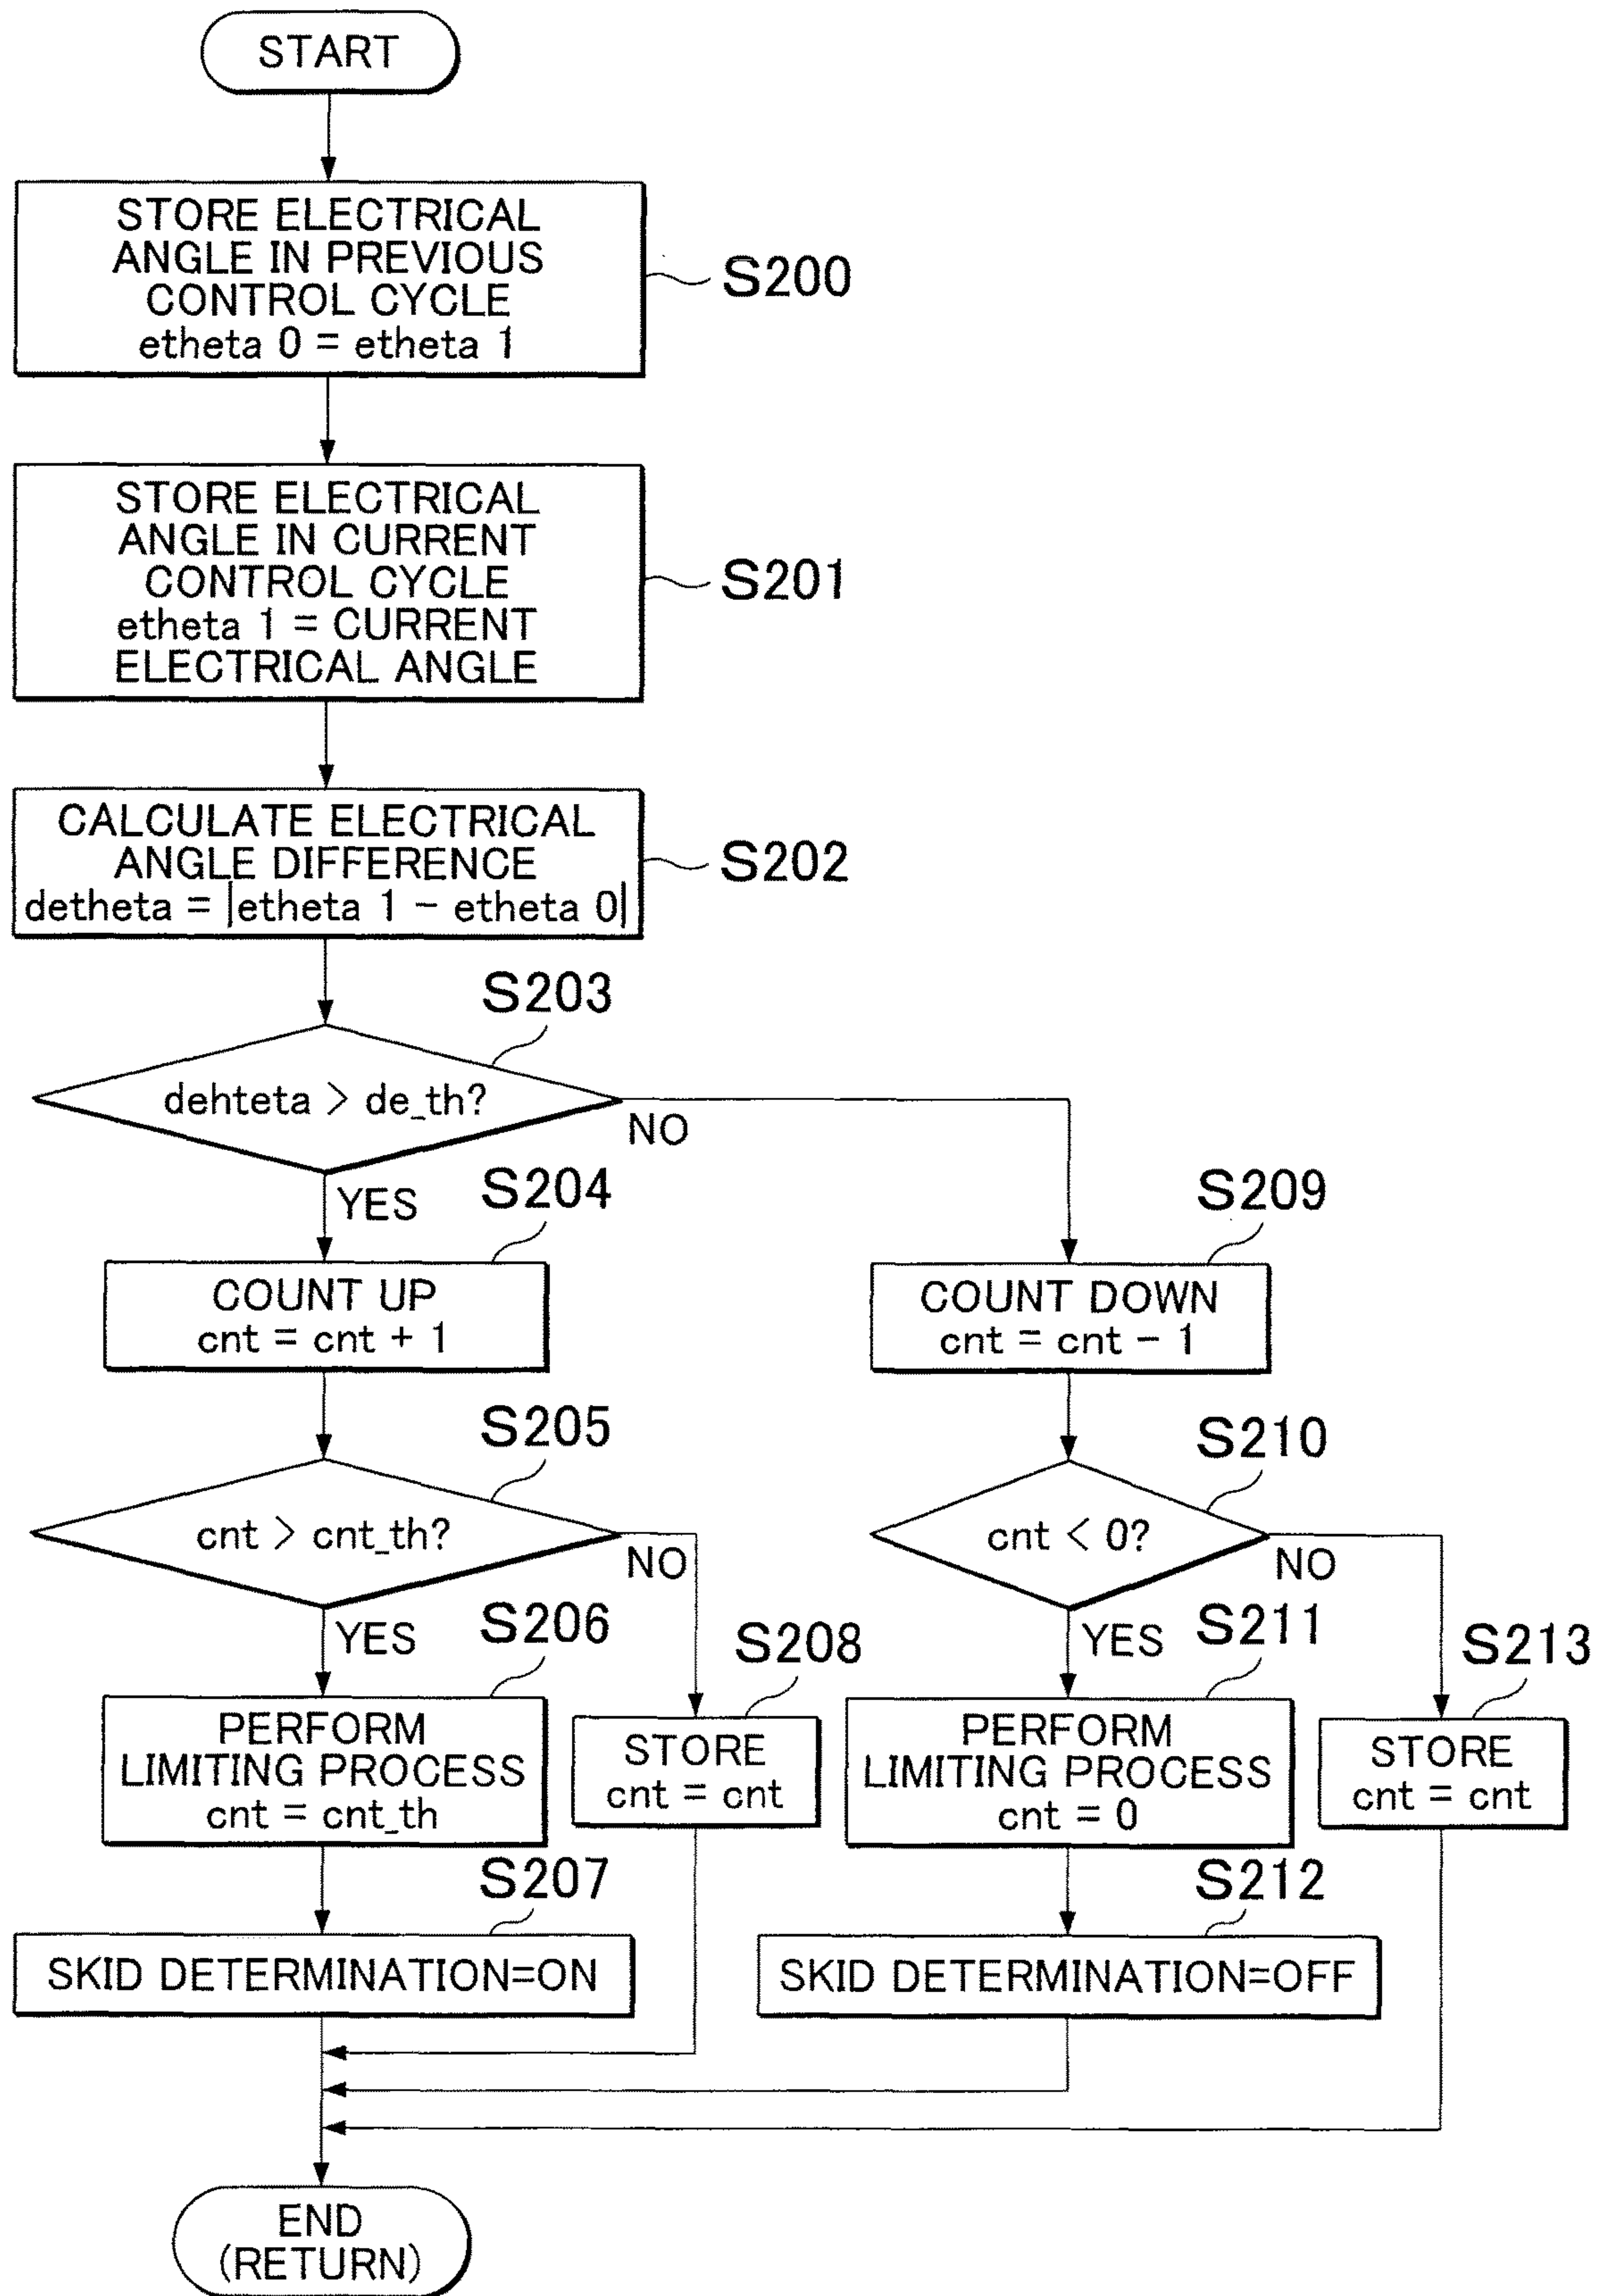 START
STORE ELECTRICAL
ANGLE IN PREVIOUS
CONTROL CYCLE
etheta 0 = etheta 1
S200
STORE ELECTRICAL
ANGLE IN CURRENT
CONTROL CYCLE
etheta 1 = CURRENT
ELECTRICAL ANGLE
S201
CALCULATE ELECTRICAL
ANGLE DIFFERENCE
detheta = |etheta 1 - etheta 0|
S202
S203
dehteta > de_th?
NO
YES
S204
COUNT UP
cnt = cnt + 1
S209
COUNT DOWN
cnt = cnt - 1
S205
cnt > cnt_th?
NO
YES
S210
cnt < 0?
NO
YES
S206
PERFORM
LIMITING PROCESS
cnt = cnt_th
S208
STORE
cnt = cnt
S211
PERFORM
LIMITING PROCESS
cnt = 0
S213
STORE
cnt = cnt
S207
SKID DETERMINATION=ON
S212
SKID DETERMINATION=OFF
END
(RETURN)